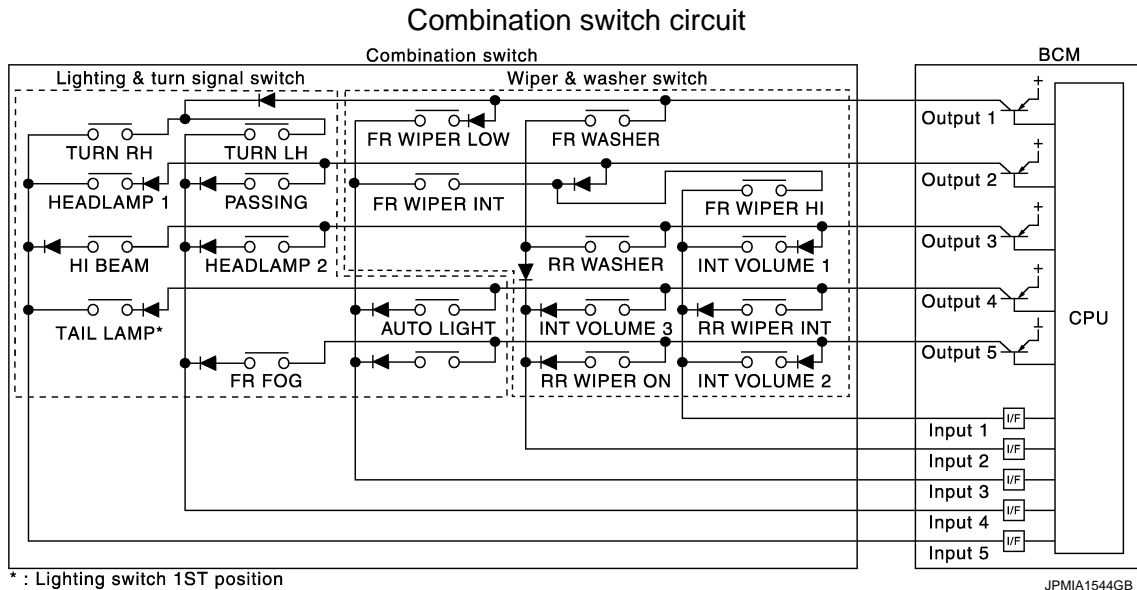 Combination switch circuit
Combination switch
BCM
Lighting & turn signal switch
Wiper & washer switch
+
Output 1
TURN RH
TURN LH
FR WIPER LOW
FR WASHER
+
Output 2
HEADLAMP 1
PASSING
FR WIPER INT
FR WIPER HI
+
Output 3
HI BEAM
HEADLAMP 2
RR WASHER
INT VOLUME 1
+
Output 4
TAIL LAMP*
AUTO LIGHT
INT VOLUME 3
RR WIPER INT
CPU
Output 5
FR FOG
RR WIPER ON
INT VOLUME 2
Input 1
I/F
Input 2
I/F
Input 3
I/F
Input 4
I/F
Input 5
I/F
* : Lighting switch 1ST position
JPMIA1544GB